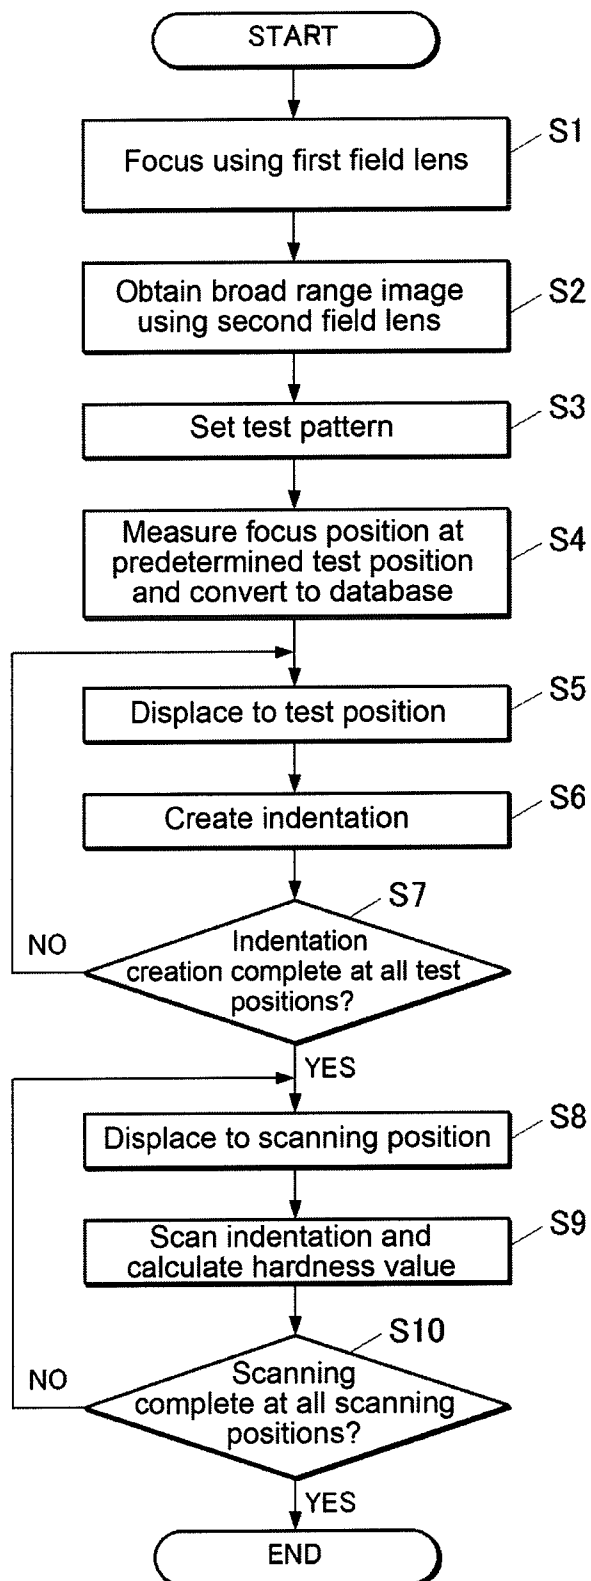 START
S1
Focus using first field lens
S2
Obtain broad range image
using second field lens
S3
Set test pattern
S4
Measure focus position at
predetermined test position
and convert to database
S5
Displace to test position
S6
Create indentation
S7
NO
Indentation
creation complete at all test
positions?
YES
S8
Displace to scanning position
S9
Scan indentation and
calculate hardness value
S10
NO
Scanning
complete at all scanning
positions?
YES
END